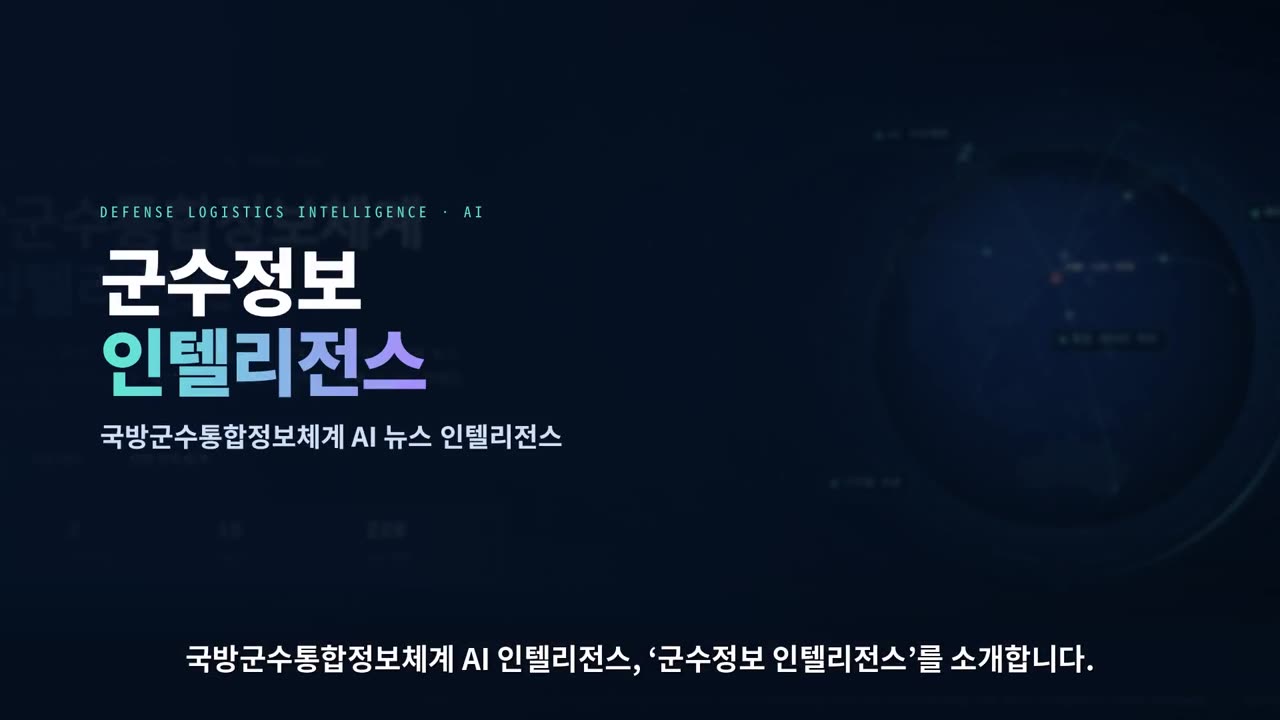 DEFENSE LOGISTICS INTELLIGENCE · AI
군수정보
인텔리전스
국방군수통합정보체계 AI 뉴스 인텔리전스
국방군수통합정보체계 AI 인텔리전스, ‘군수정보 인텔리전스’를 소개합니다.